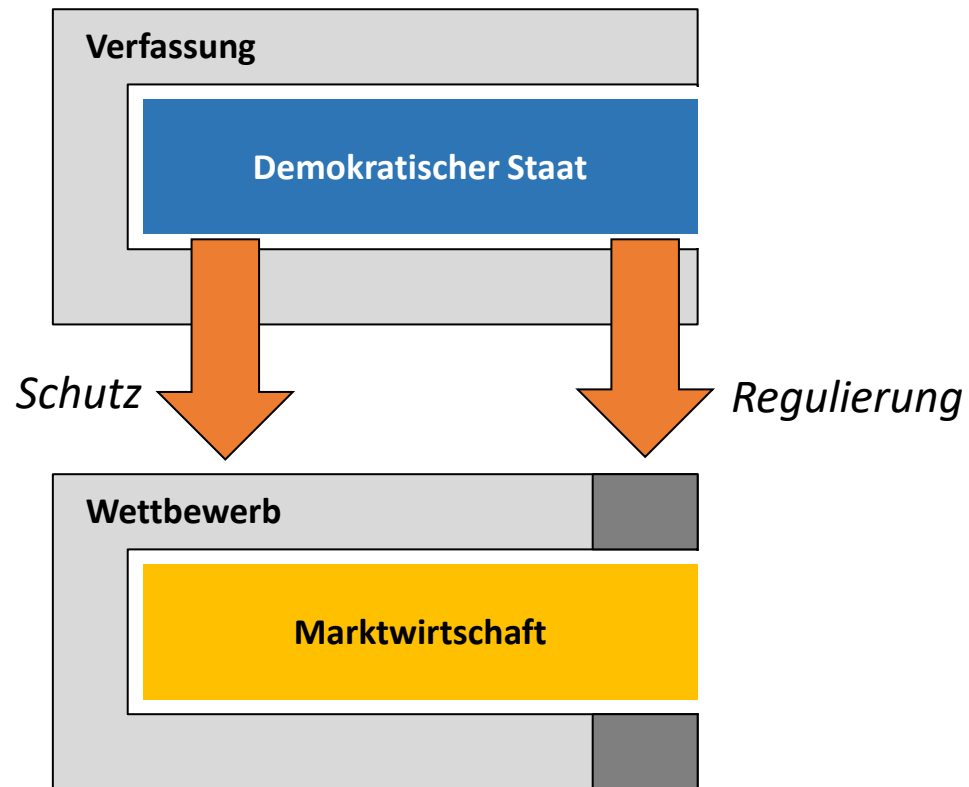 Verfassung
Demokratischer Staat
Schutz
Regulierung
Wettbewerb
Marktwirtschaft